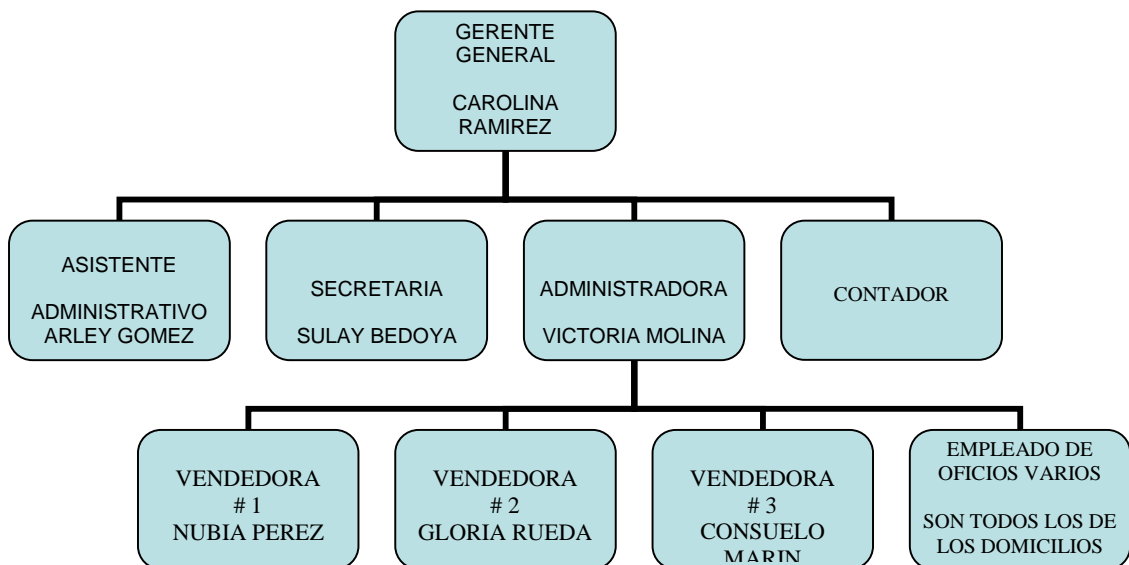 GERENTE
GENERAL
CAROLINA
RAMIREZ
ASISTENTE
ADMINISTRATIVO
ARLEY GOMEZ
SECRETARIA
SULAY BEDOYA
ADMINISTRADORA
VICTORIA MOLINA
CONTADOR
VENDEDORA
# 1
NUBIA PEREZ
VENDEDORA
# 2
GLORIA RUEDA
VENDEDORA
# 3
CONSUELO
MARIN
EMPLEADO DE
OFICIOS VARIOS
SON TODOS LOS DE
LOS DOMICILIOS